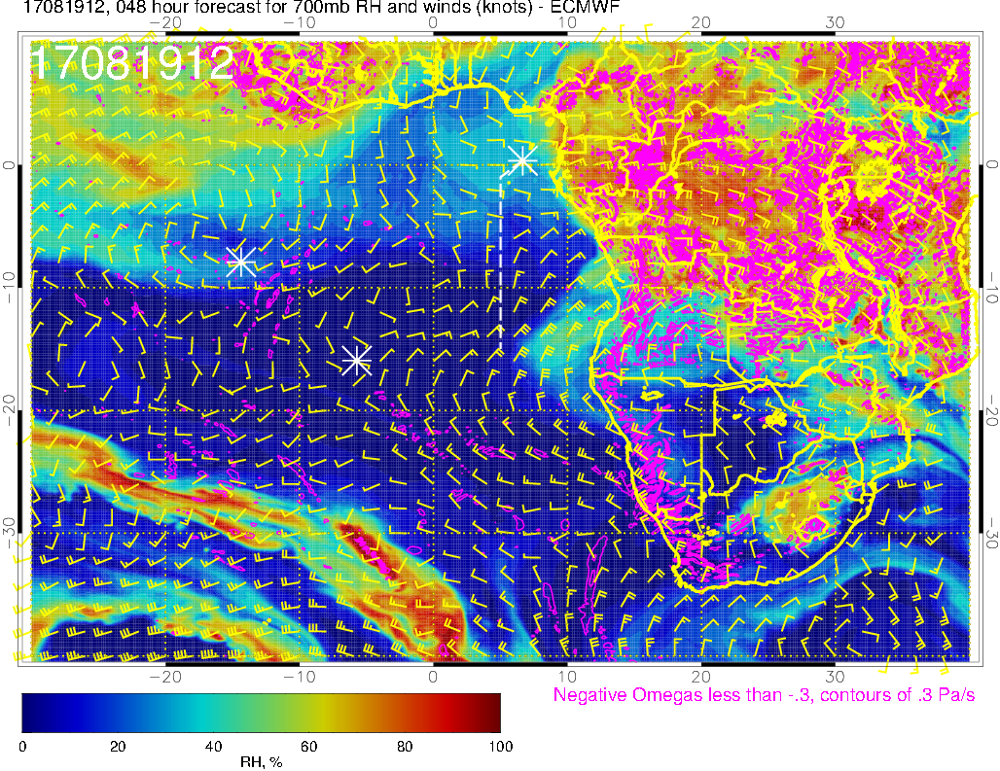 17081912, 048 hour forecast for 700mb RH and winds (knots) - ECMWF
−20 −10 0 10 20 30
17081912
0 0
−10 −10
−20 −20
−30 −30
−20 −10 0 10 20 30
Negative Omegas less than -.3, contours of .3 Pa/s
0 20 40 60 80 100
RH, %